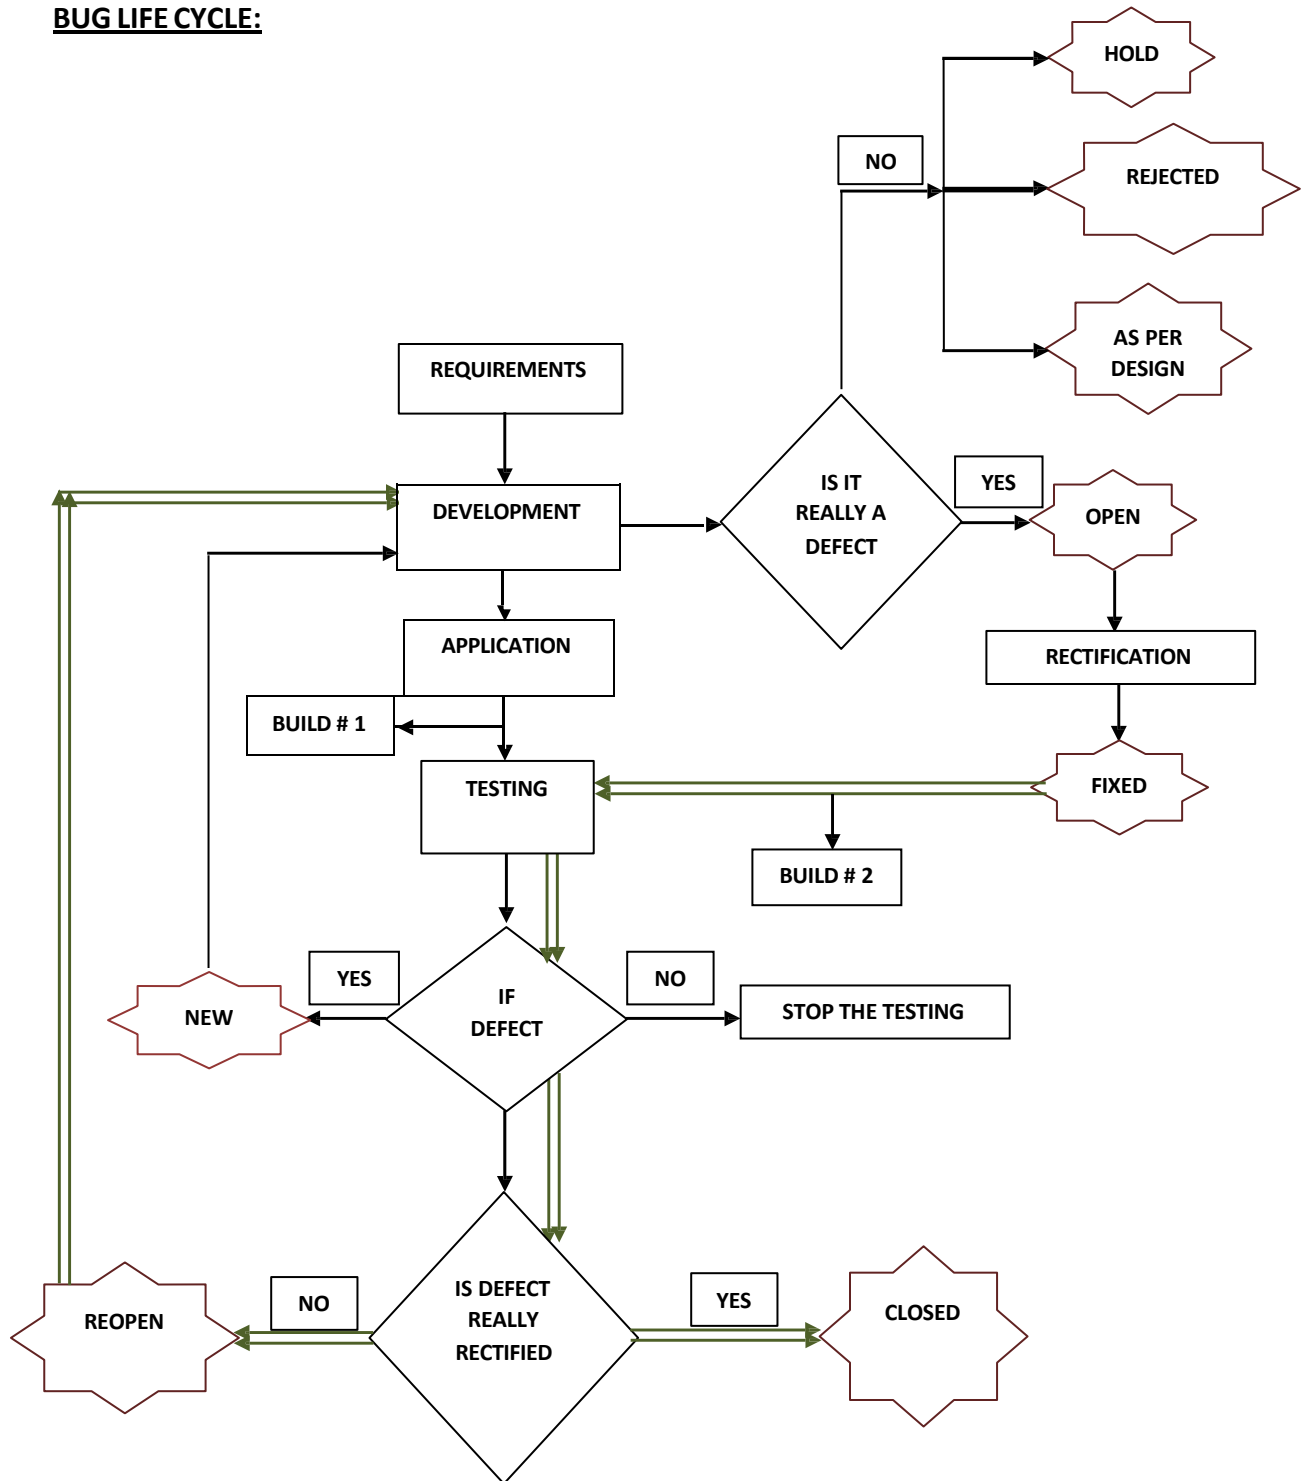 BUG LIFE CYCLE:
HOLD
NO
REJECTED
AS PER
DESIGN
REQUIREMENTS
IS IT
REALLY A
DEFECT
YES
OPEN
DEVELOPMENT
APPLICATION
RECTIFICATION
BUILD # 1
TESTING
FIXED
BUILD # 2
YES
NO
IF
DEFECT
NEW
STOP THE TESTING
REOPEN
NO
IS DEFECT
REALLY
RECTIFIED
YES
CLOSED